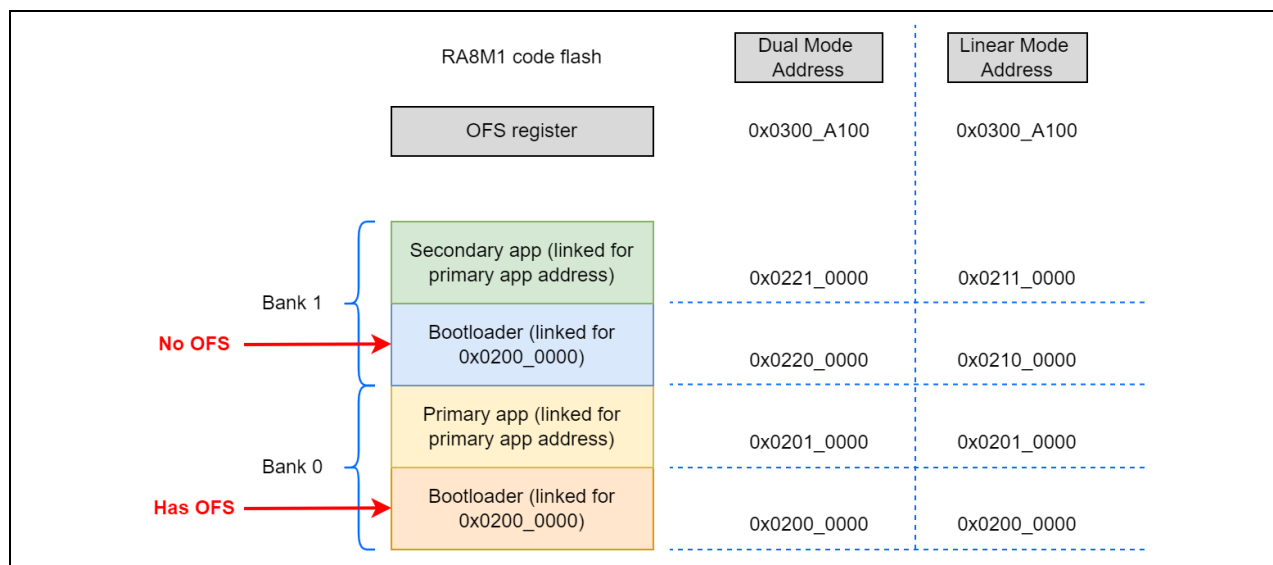 RA8M1 code flash
Dual Mode
Address
Linear Mode
Address
OFS register
0x0300_A100
0x0300_A100
Secondary app (linked for
primary app address)
0x0221_0000
0x0211_0000
Bank 1
No OFS
Bootloader (linked for
0x0200_0000)
0x0220_0000
0x0210_0000
Primary app (linked for
primary app address)
0x0201_0000
0x0201_0000
Bank 0
Has OFS
Bootloader (linked for
0x0200_0000)
0x0200_0000
0x0200_0000